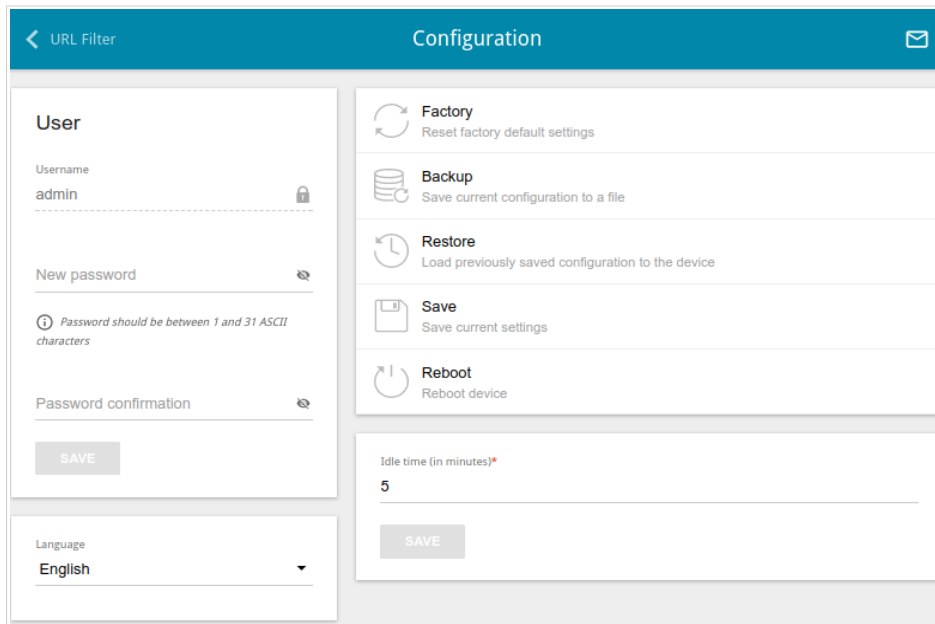 URL Filter
Configuration
User
Username
admin
New password
Password should be between 1 and 31 ASCII
characters
Password confirmation
SAVE
Language
English
Factory
Reset factory default settings
Backup
Save current configuration to a file
Restore
Load previously saved configuration to the device
Save
Save current settings
Reboot
Reboot device
Idle time (in minutes)*
5
SAVE